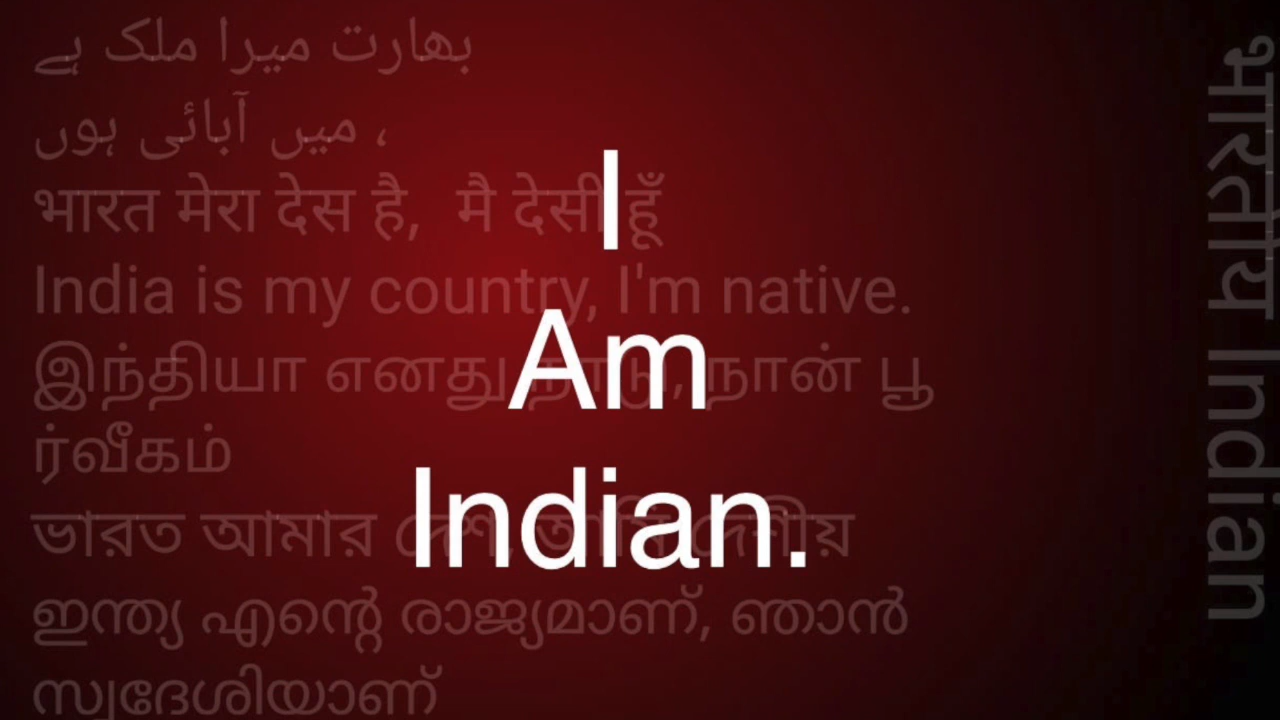 بھارت میرا ملک ہے
، میں آبائی ہوں
भारत मेरा देस है, मै देसी हूँ
India is my country, I'm native.
இந்தியா எனது நாடு, நான் பூ
ர்வீகம்
ভারত আমার দেশ, আমি দেশীয়
ഇന്ത്യ എന്റെ രാജ്യമാണ്, ഞാൻ
സ്വദേശിയാണ്
I
Am
Indian.
भारतीय Indian